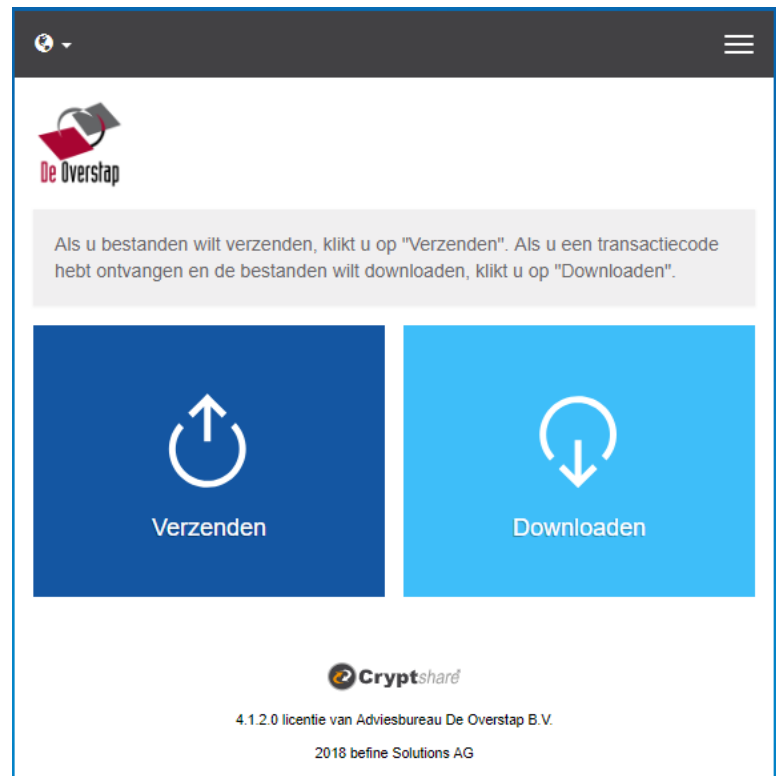 De Overstap
Als u bestanden wilt verzenden, klikt u op "Verzenden". Als u een transactiecode
hebt ontvangen en de bestanden wilt downloaden, klikt u op "Downloaden".
Verzenden
Downloaden
Cryptshare
4.1.2.0 licentie van Adviesbureau De Overstap B.V.
2018 befine Solutions AG